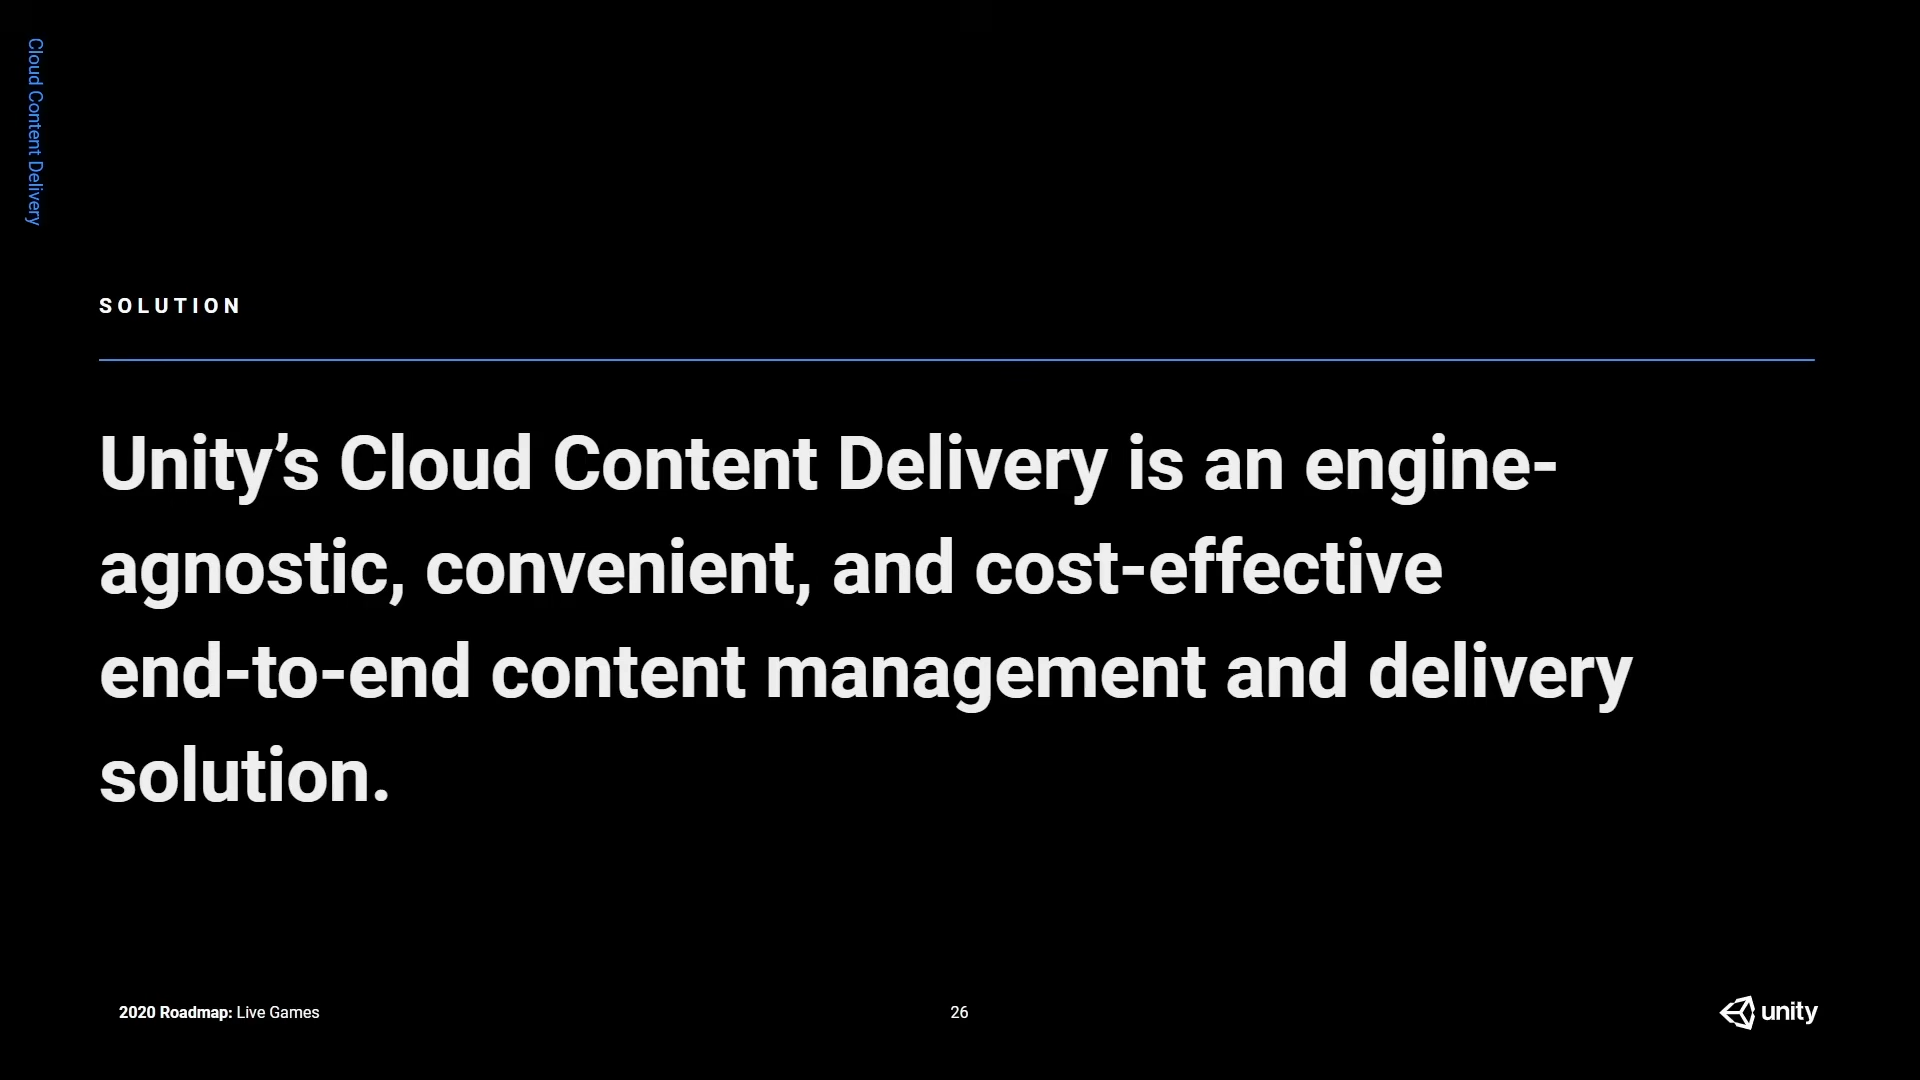 Cloud Content Delivery
SOLUTION
Unity’s Cloud Content Delivery is an engine-
agnostic, convenient, and cost-effective
end-to-end content management and delivery
solution.
2020 Roadmap: Live Games
26
unity